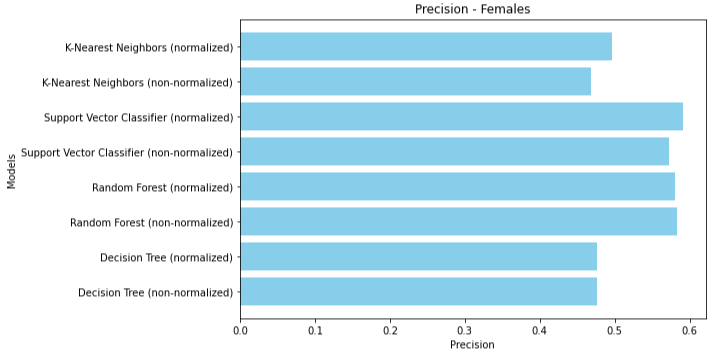 Precision - Females
Models
K-Nearest Neighbors (normalized)
K-Nearest Neighbors (non-normalized)
Support Vector Classifier (normalized)
Support Vector Classifier (non-normalized)
Random Forest (normalized)
Random Forest (non-normalized)
Decision Tree (normalized)
Decision Tree (non-normalized)
0.0 0.1 0.2 0.3 0.4 0.5 0.6
Precision